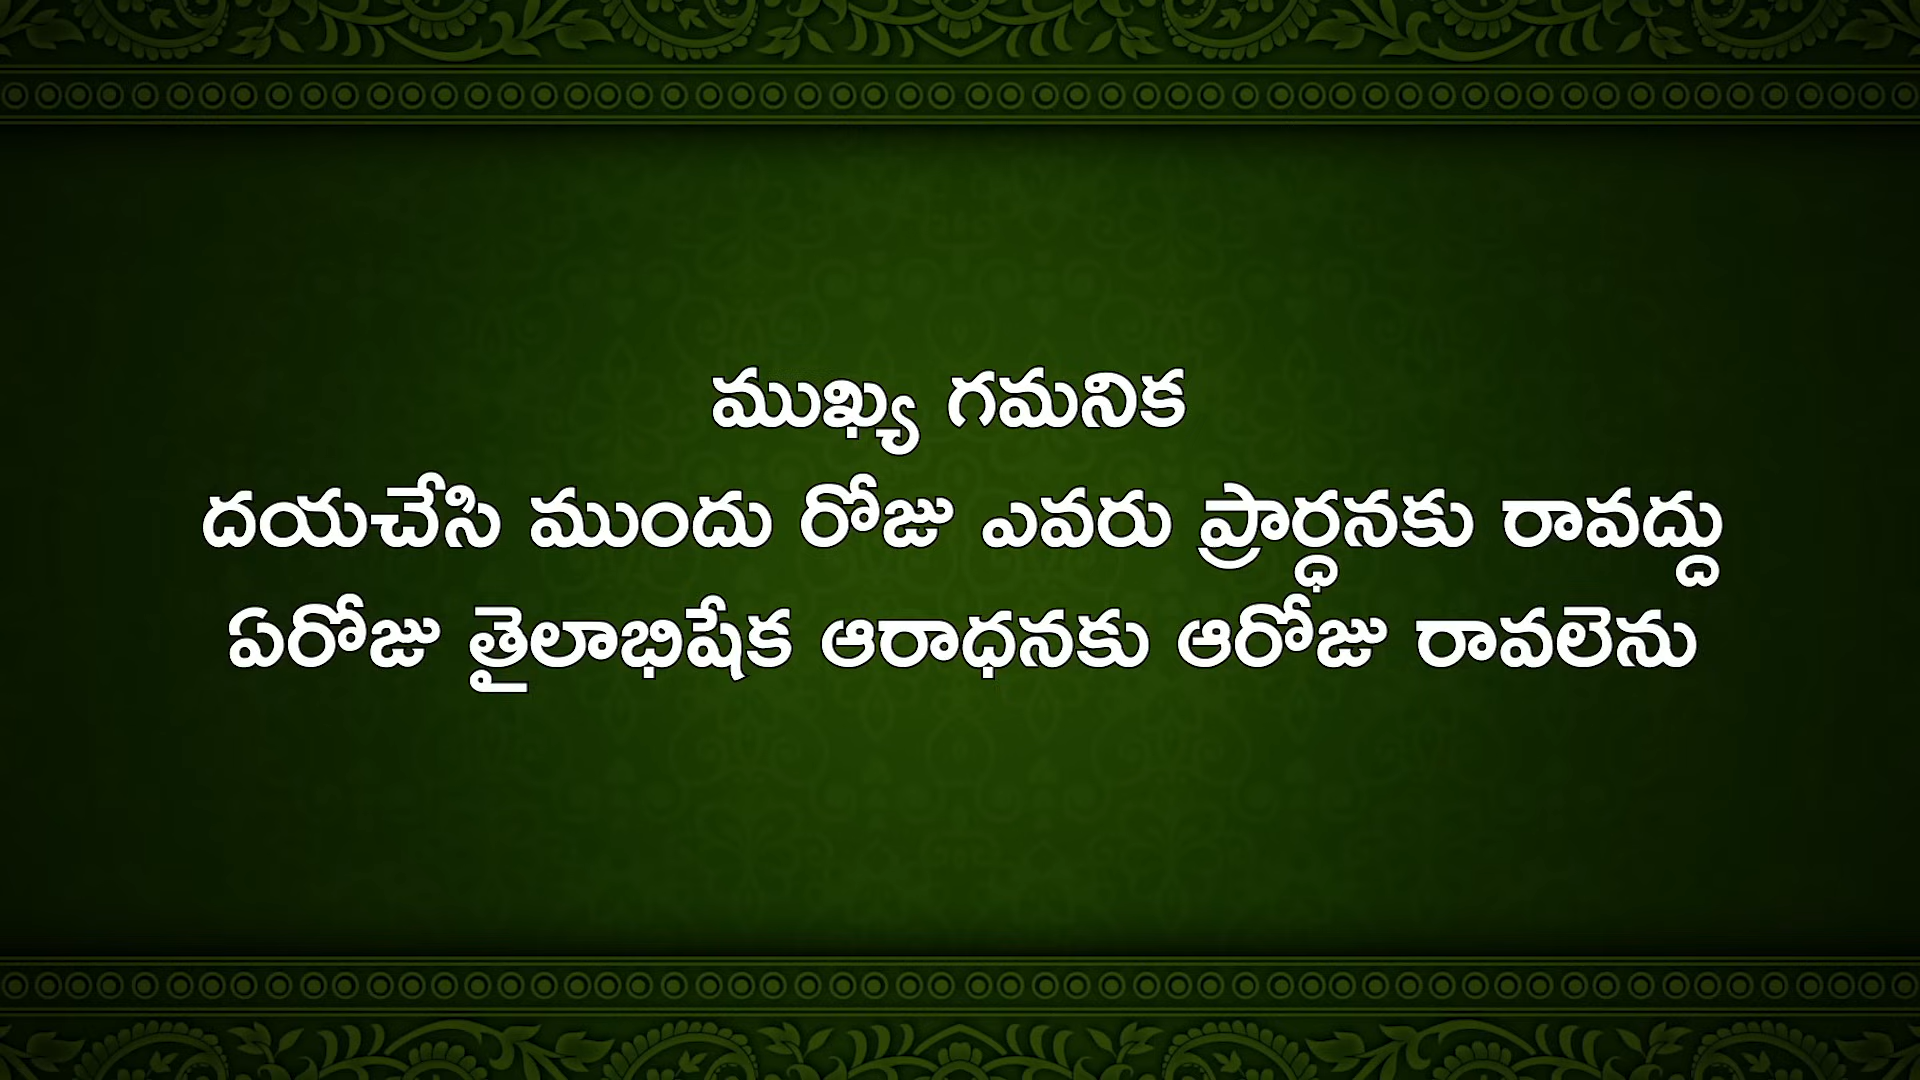 ముఖ్య గమనిక
దయచేసి ముందు రోజు ఎవరు ప్రార్ధనకు రావద్దు
ఏరోజు తైలాభిషేక ఆరాధనకు ఆరోజు రావలెను